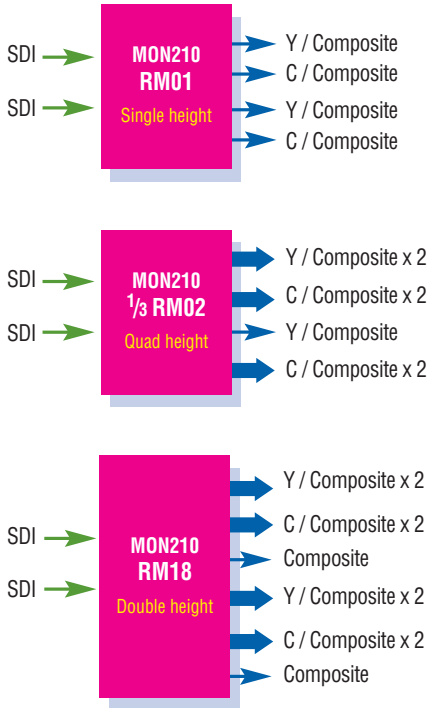 SDI
SDI
MON210
RM01
Single height
Y / Composite
C / Composite
Y / Composite
C / Composite
SDI
SDI
MON210
1/3 RM02
Quad height
Y / Composite x 2
C / Composite x 2
Y / Composite
C / Composite x 2
SDI
SDI
MON210
RM18
Double height
Y / Composite x 2
C / Composite x 2
Composite
Y / Composite x 2
C / Composite x 2
Composite